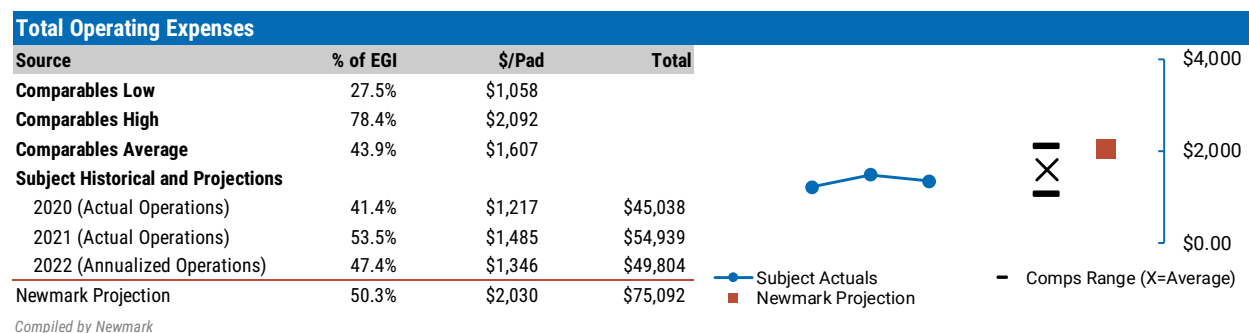 Total Operating Expenses
Source % of EGI $/Pad Total
Comparables Low 27.5% $1,058
Comparables High 78.4% $2,092
Comparables Average 43.9% $1,607
Subject Historical and Projections
2020 (Actual Operations) 41.4% $1,217 $45,038
2021 (Actual Operations) 53.5% $1,485 $54,939
2022 (Annualized Operations) 47.4% $1,346 $49,804
Newmark Projection 50.3% $2,030 $75,092
Compiled by Newmark
$4,000
$2,000
$0.00
Subject Actuals
Newmark Projection
Comps Range (X=Average)